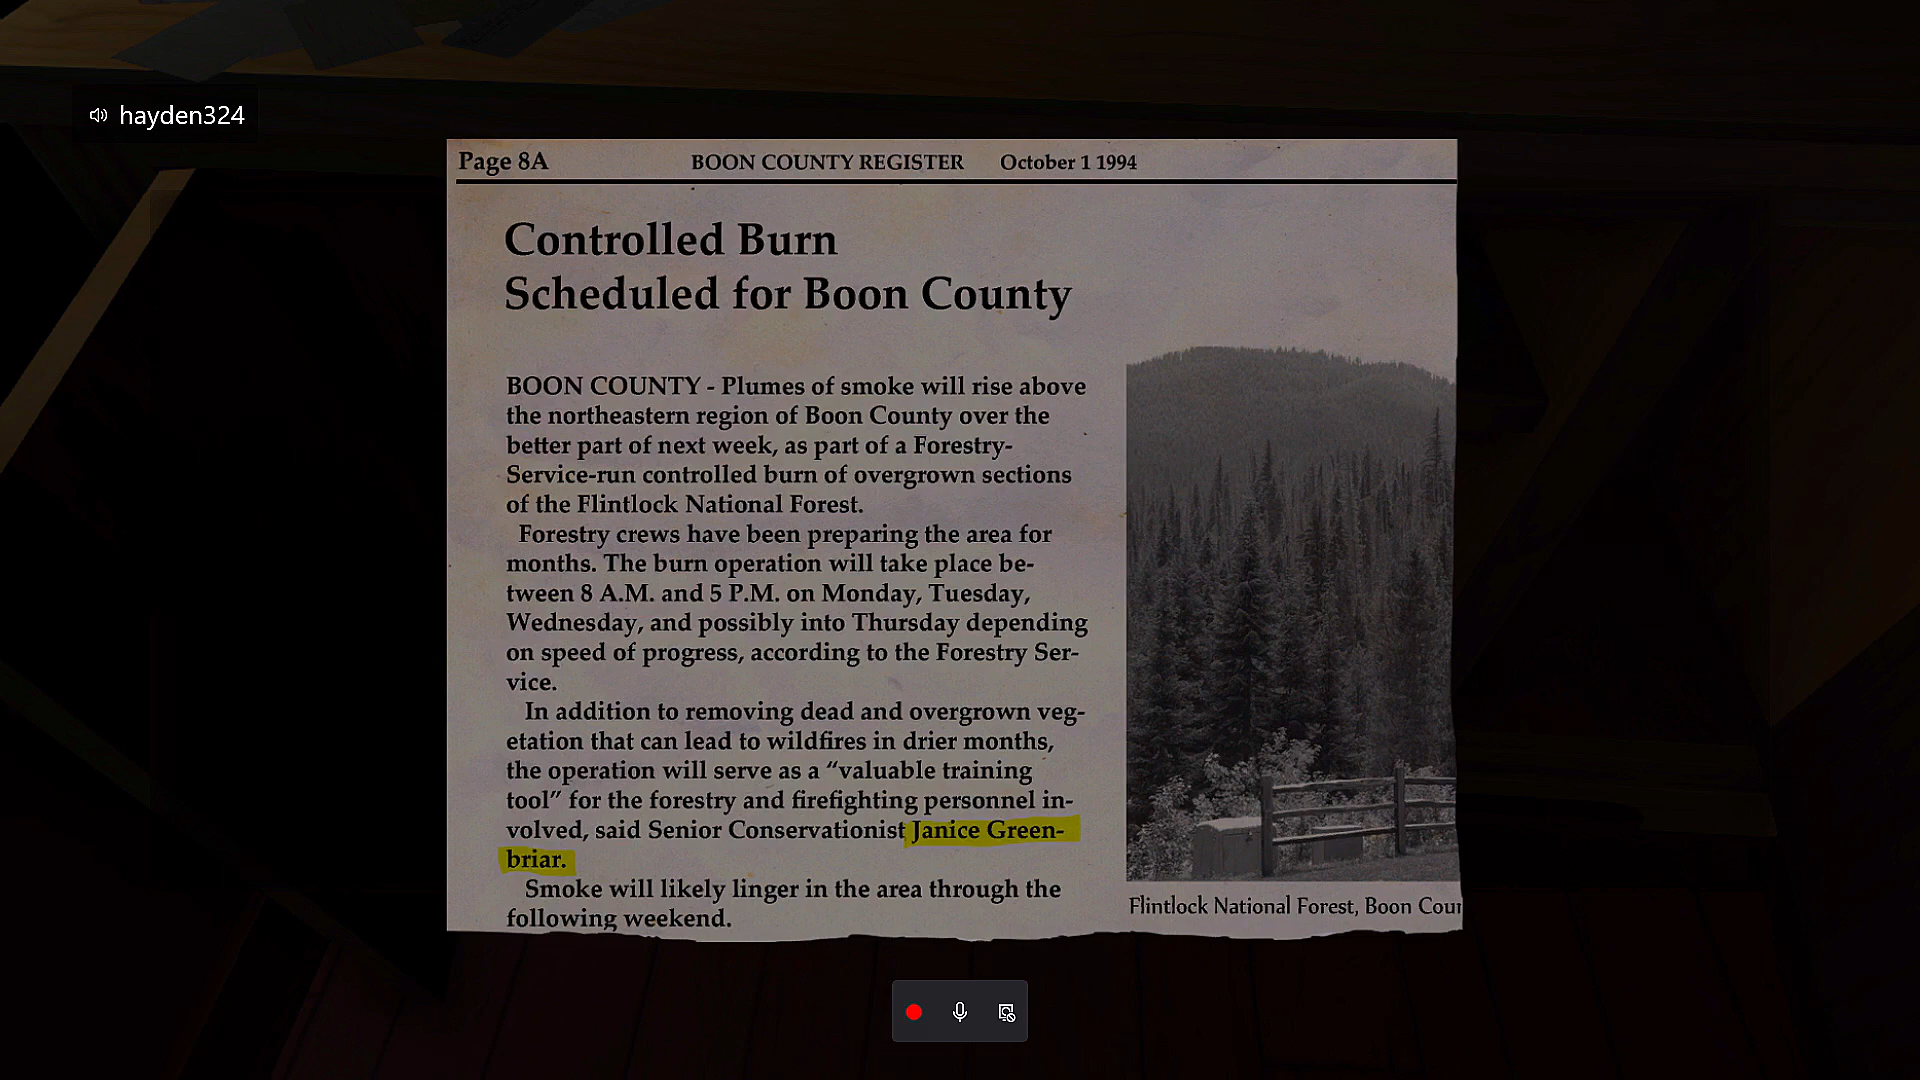 hayden324
Page 8A BOON COUNTY REGISTER October 1 1994
Controlled Burn
Scheduled for Boon County
BOON COUNTY - Plumes of smoke will rise above
the northeastern region of Boon County over the
better part of next week, as part of a Forestry-
Service-run controlled burn of overgrown sections
of the Flintlock National Forest.
Forestry crews have been preparing the area for
months. The burn operation will take place be-
tween 8 A.M. and 5 P.M. on Monday, Tuesday,
Wednesday, and possibly into Thursday depending
on speed of progress, according to the Forestry Ser-
vice.
In addition to removing dead and overgrown veg-
etation that can lead to wildfires in drier months,
the operation will serve as a “valuable training
tool” for the forestry and firefighting personnel in-
volved, said Senior Conservationist Janice Green-
briar.
Smoke will likely linger in the area through the
following weekend.
Flintlock National Forest, Boon Coun